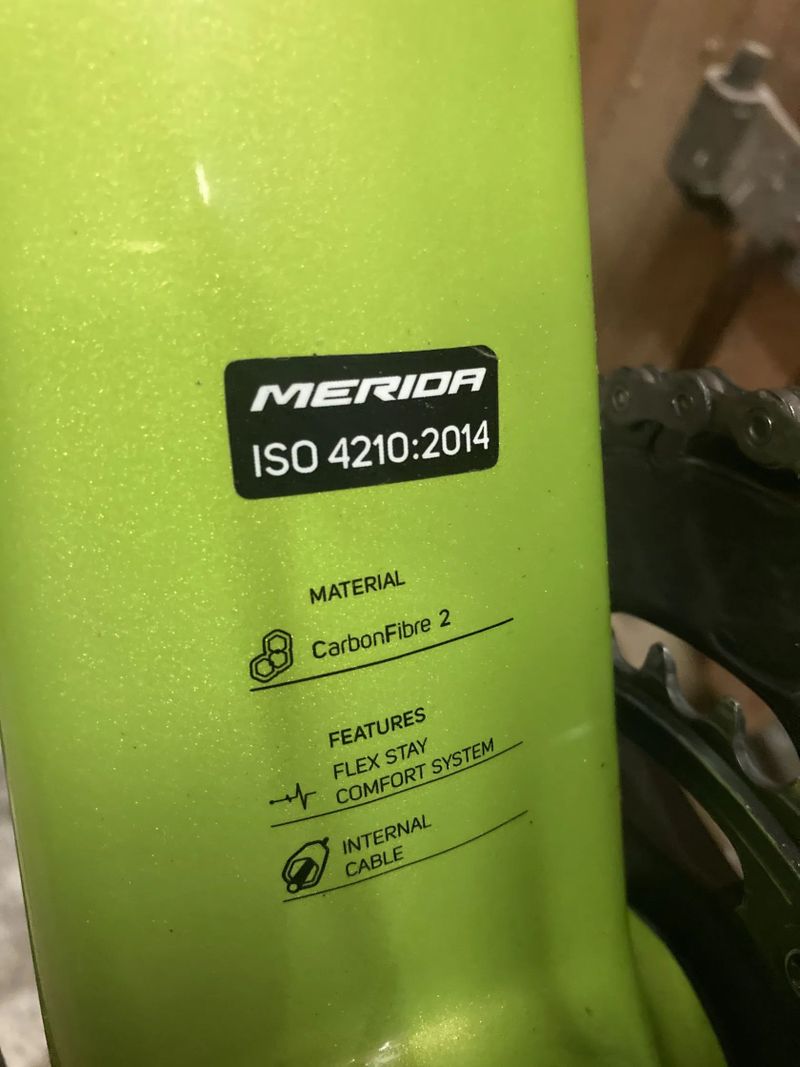 MERIDA
ISO 4210:2014
MATERIAL
CarbonFibre 2
FEATURES
FLEX STAY
COMFORT SYSTEM
INTERNAL
CABLE